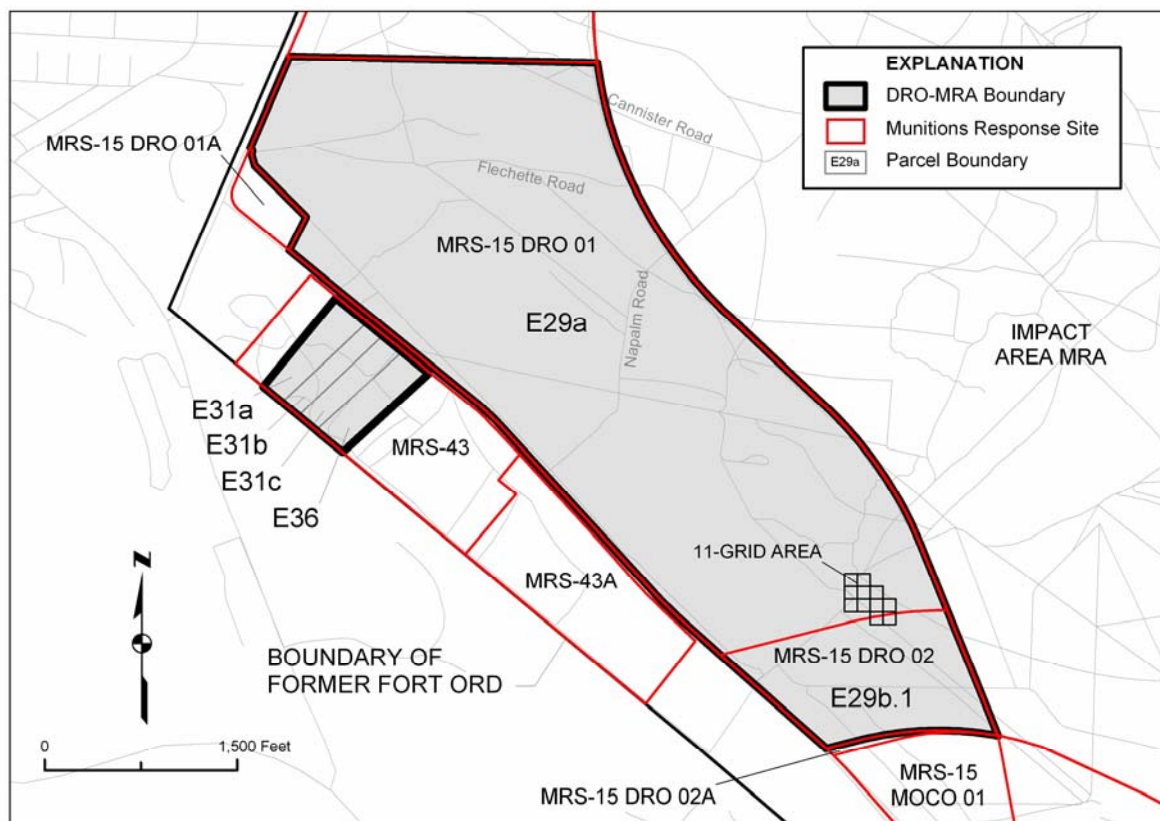 EXPLANATION
DRO-MRA Boundary
Munitions Response Site
E29a
Parcel Boundary
Cannister Road
MRS-15 DRO 01A
Flechette Road
MRS-15 DRO 01
Napalm Road
E29a
IMPACT
AREA MRA
E31a
E31b
E31c
E36
MRS-43
11-GRID AREA
MRS-43A
N
BOUNDARY OF
FORMER FORT ORD
MRS-15 DRO 02
E29b.1
0
1,500 Feet
MRS-15 DRO 02A
MRS-15
MOCO 01